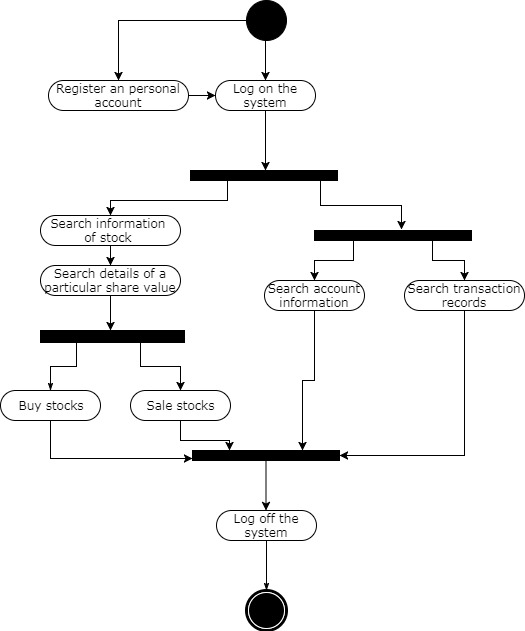 Register an personal
account
Log on the
system
Search information
of stock
Search details of a
particular share value
Search account
information
Search transaction
records
Buy stocks
Sale stocks
Log off the
system